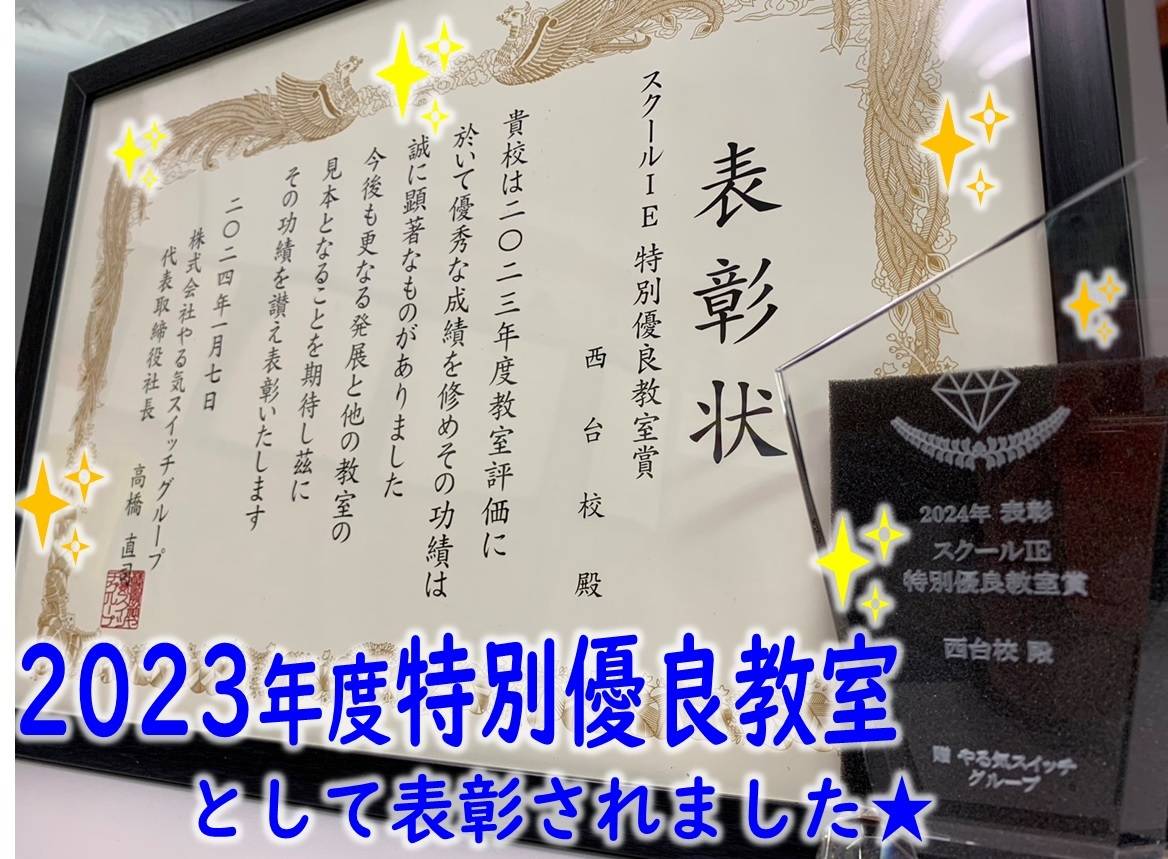 表彰状
スクールIE 特別優良教室賞
西台校殿
貴校は二〇二三年度教室評価に
於いて優秀な成績を修めその功績は
誠に顕著なものがありました
今後も更なる発展と他の教室の
見本となることを期待し茲に
その功績を讃え表彰いたします
二〇二四年一月七日
株式会社やる気スイッチグループ
代表取締役社長 高橋 直司
2024年 表彰
スクールIE
特別優良教室賞
西台校 殿
贈 やる気スイッチ
グループ
2023年度特別優良教室
として表彰されました★